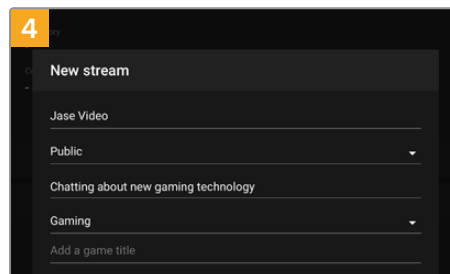 4
New stream
Jase Video
Public
Chatting about new gaming technology
Gaming
Add a game title